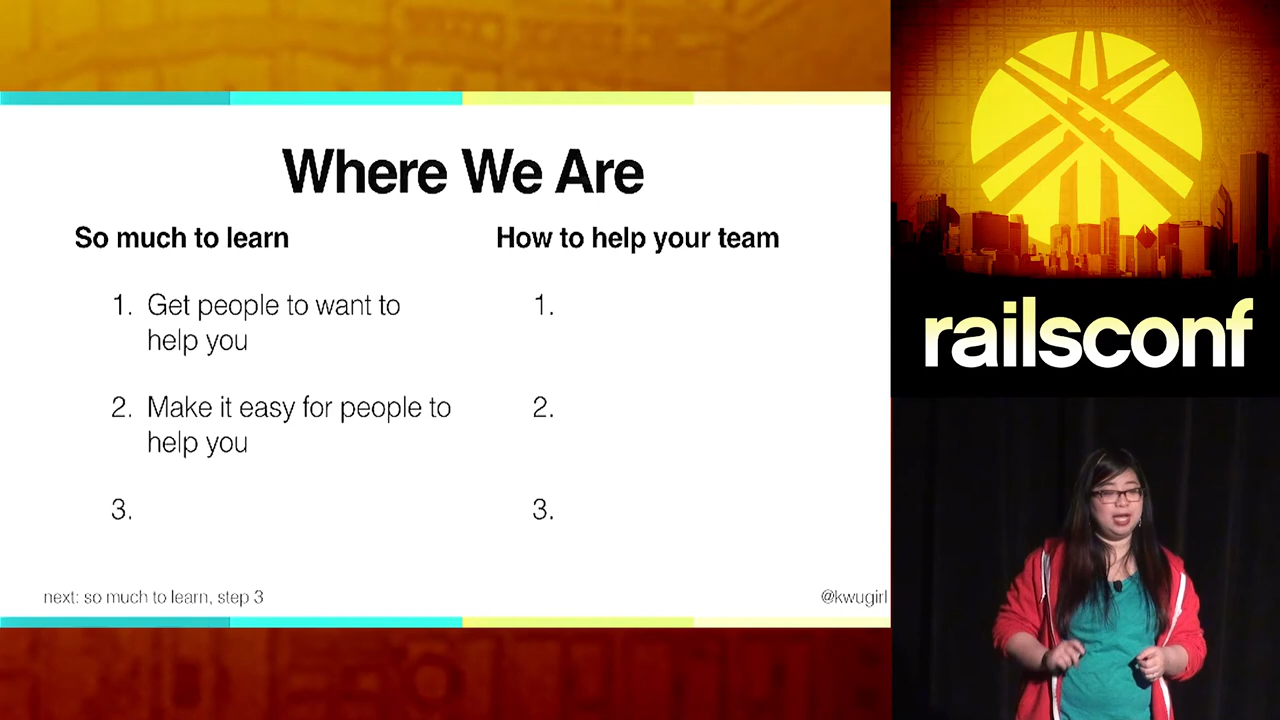 Where We Are
So much to learn
1. Get people to want to
help you
2. Make it easy for people to
help you
3.
How to help your team
1.
2.
3.
next: so much to learn, step 3
@kwugirl
railsconf